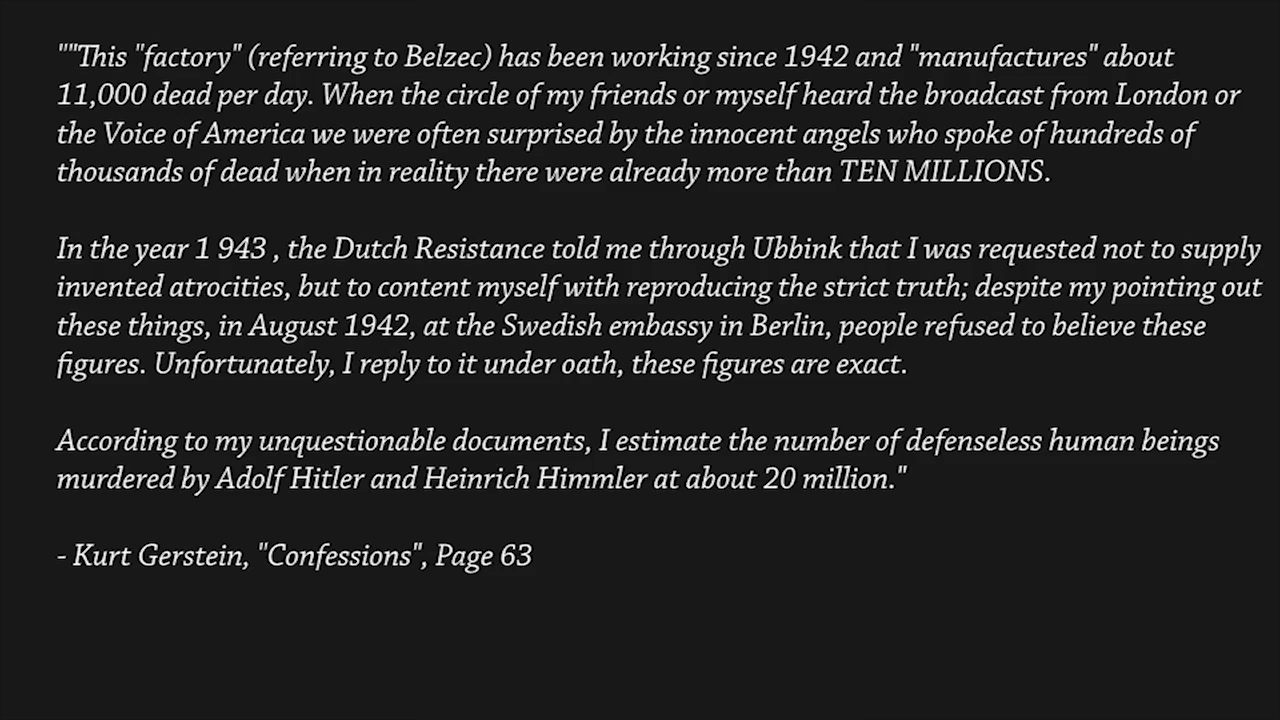 ""This "factory" (referring to Belzec) has been working since 1942 and "manufactures" about
11,000 dead per day. When the circle of my friends or myself heard the broadcast from London or
the Voice of America we were often surprised by the innocent angels who spoke of hundreds of
thousands of dead when in reality there were already more than TEN MILLIONS.
In the year 1 943 , the Dutch Resistance told me through Ubbink that I was requested not to supply
invented atrocities, but to content myself with reproducing the strict truth; despite my pointing out
these things, in August 1942, at the Swedish embassy in Berlin, people refused to believe these
figures. Unfortunately, I reply to it under oath, these figures are exact.
According to my unquestionable documents, I estimate the number of defenseless human beings
murdered by Adolf Hitler and Heinrich Himmler at about 20 million."
- Kurt Gerstein, "Confessions", Page 63